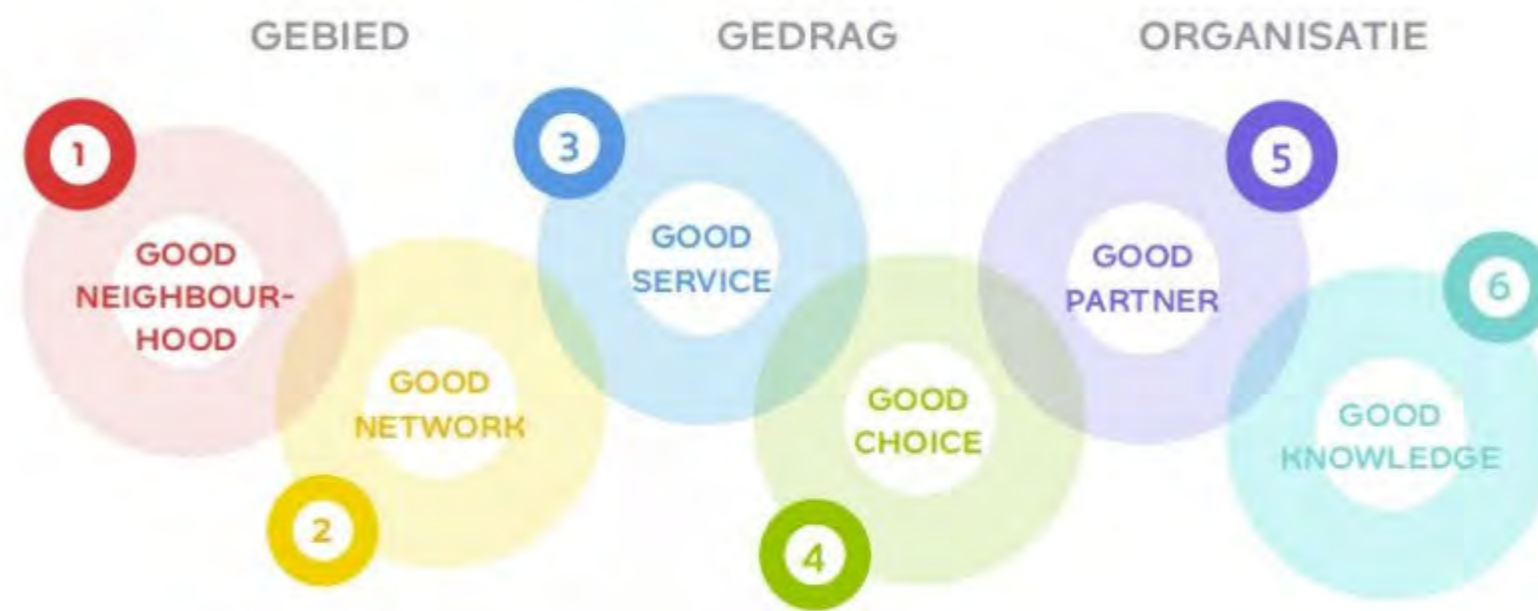 GEBIED
GEDRAG
ORGANISATIE
1
GOOD
NEIGHBOUR-
HOOD
2
GOOD
NETWORK
3
GOOD
SERVICE
4
GOOD
CHOICE
5
GOOD
PARTNER
6
GOOD
KNOWLEDGE